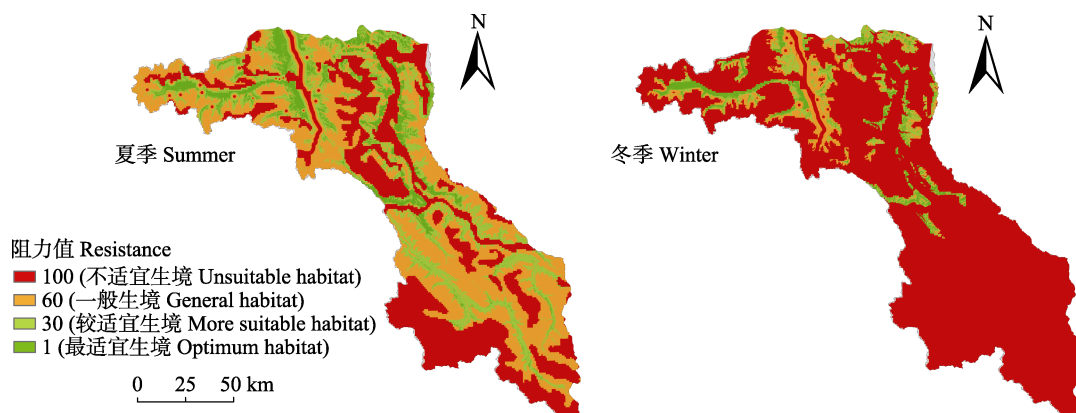 N
N
夏季 Summer
冬季 Winter
阻力值 Resistance
100 (不适宜生境 Unsuitable habitat)
60 (一般生境 General habitat)
30 (较适宜生境 More suitable habitat)
1 (最适宜生境 Optimum habitat)
0 25 50 km